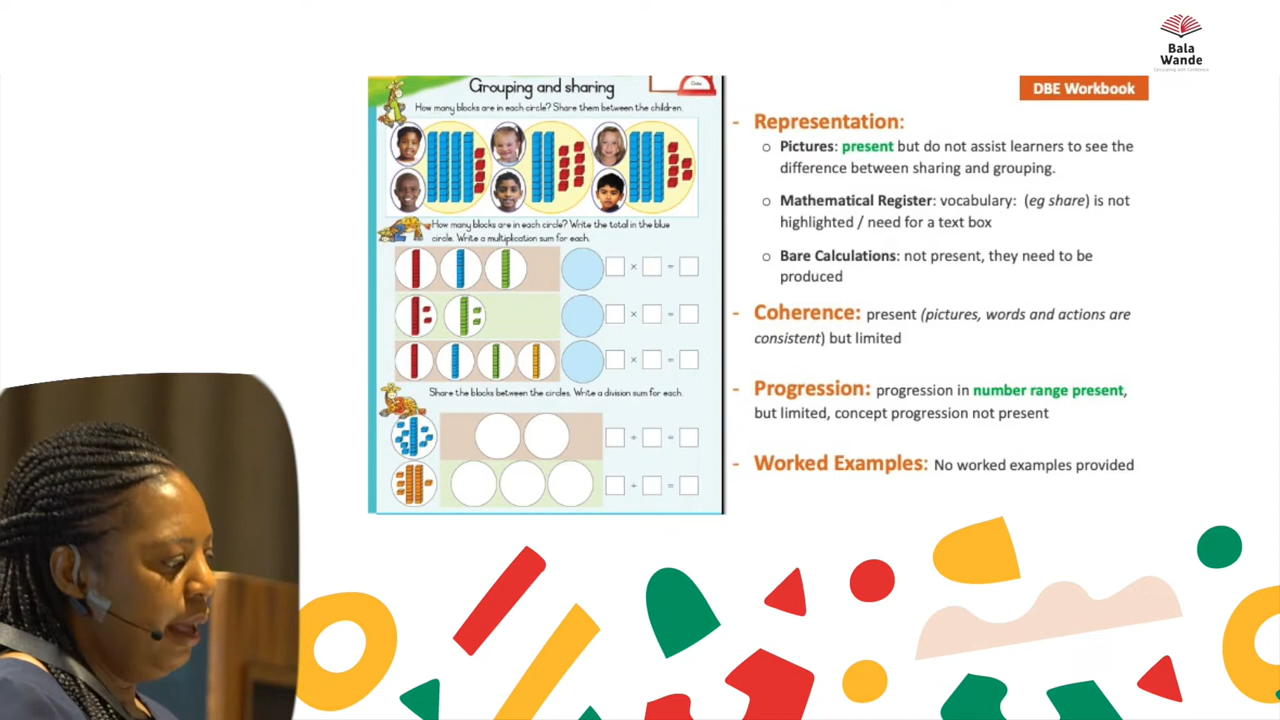 Bala
Wande
Calculating with Confidence
Grouping and sharing
Date:
How many blocks are in each circle? Share them between the children.
How many blocks are in each circle? Write the total in the blue
circle. Write a multiplication sum for each.
× =
× =
× =
Share the blocks between the circles. Write a division sum for each.
÷ =
÷ =
DBE Workbook
- Representation:
o Pictures: present but do not assist learners to see the
difference between sharing and grouping.
o Mathematical Register: vocabulary: (eg share) is not
highlighted / need for a text box
o Bare Calculations: not present, they need to be
produced
- Coherence: present (pictures, words and actions are
consistent) but limited
- Progression: progression in number range present,
but limited, concept progression not present
- Worked Examples: No worked examples provided